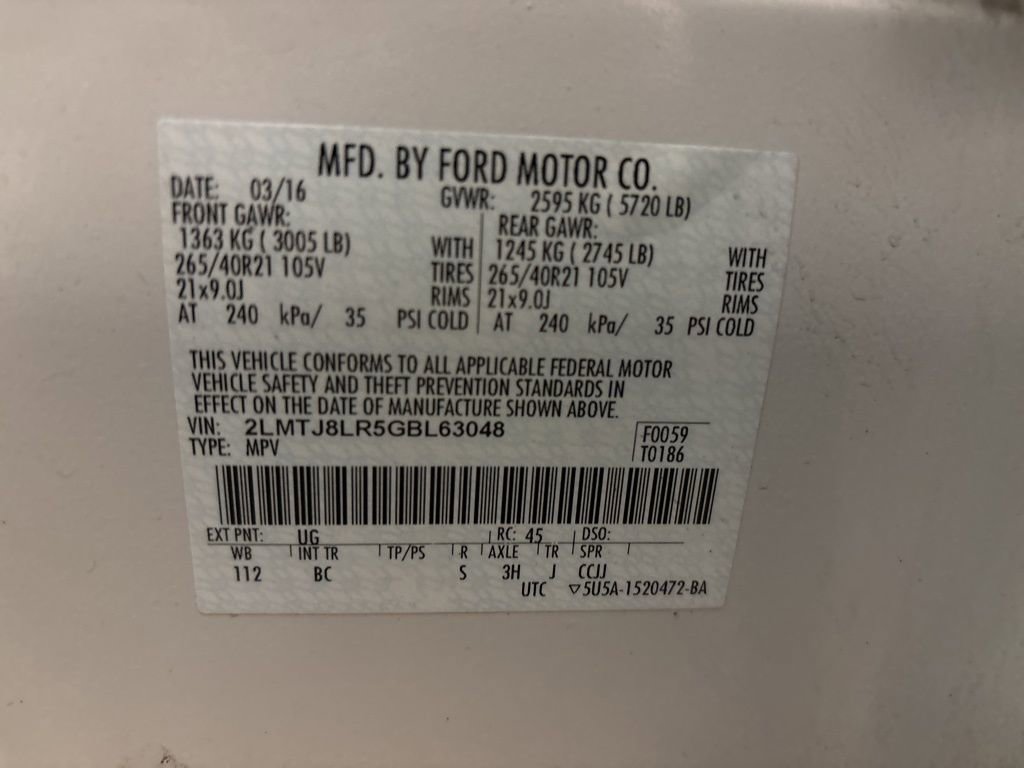 MFD. BY FORD MOTOR CO.
DATE: 03/16 GVWR: 2595 KG ( 5720 LB)
FRONT GAWR: REAR GAWR:
1363 KG ( 3005 LB) WITH 1245 KG ( 2745 LB) WITH
265/40R21 105V TIRES 265/40R21 105V TIRES
21x9.0J RIMS 21x9.0J RIMS
AT 240 kPa/ 35 PSI COLD AT 240 kPa/ 35 PSI COLD
THIS VEHICLE CONFORMS TO ALL APPLICABLE FEDERAL MOTOR
VEHICLE SAFETY AND THEFT PREVENTION STANDARDS IN
EFFECT ON THE DATE OF MANUFACTURE SHOWN ABOVE.
VIN: 2LMTJ8LR5GBL63048 F0059
TYPE: MPV T0186
EXT PNT: UG RC: 45 DSO:
WB INT TR TP/PS R AXLE TR SPR
112 BC S 3H J CCJJ
UTC ▽5U5A-1520472-BA